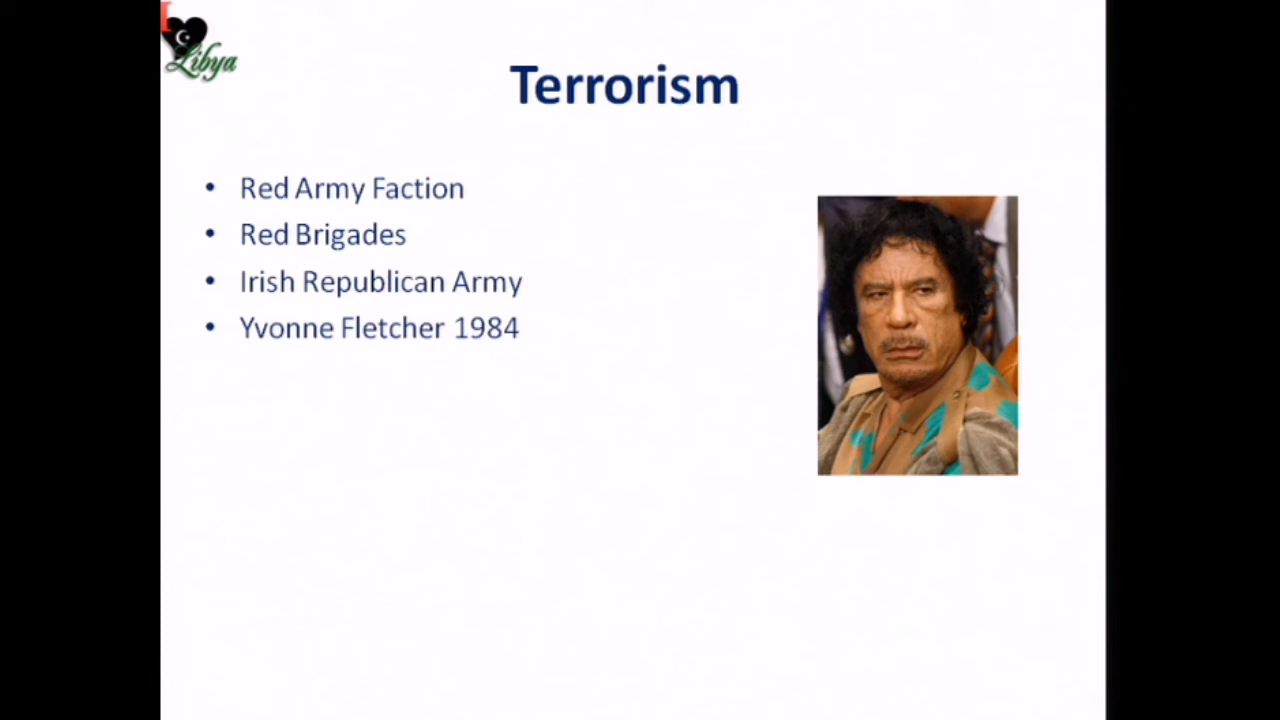 I
Libya
Terrorism
• Red Army Faction
• Red Brigades
• Irish Republican Army
• Yvonne Fletcher 1984